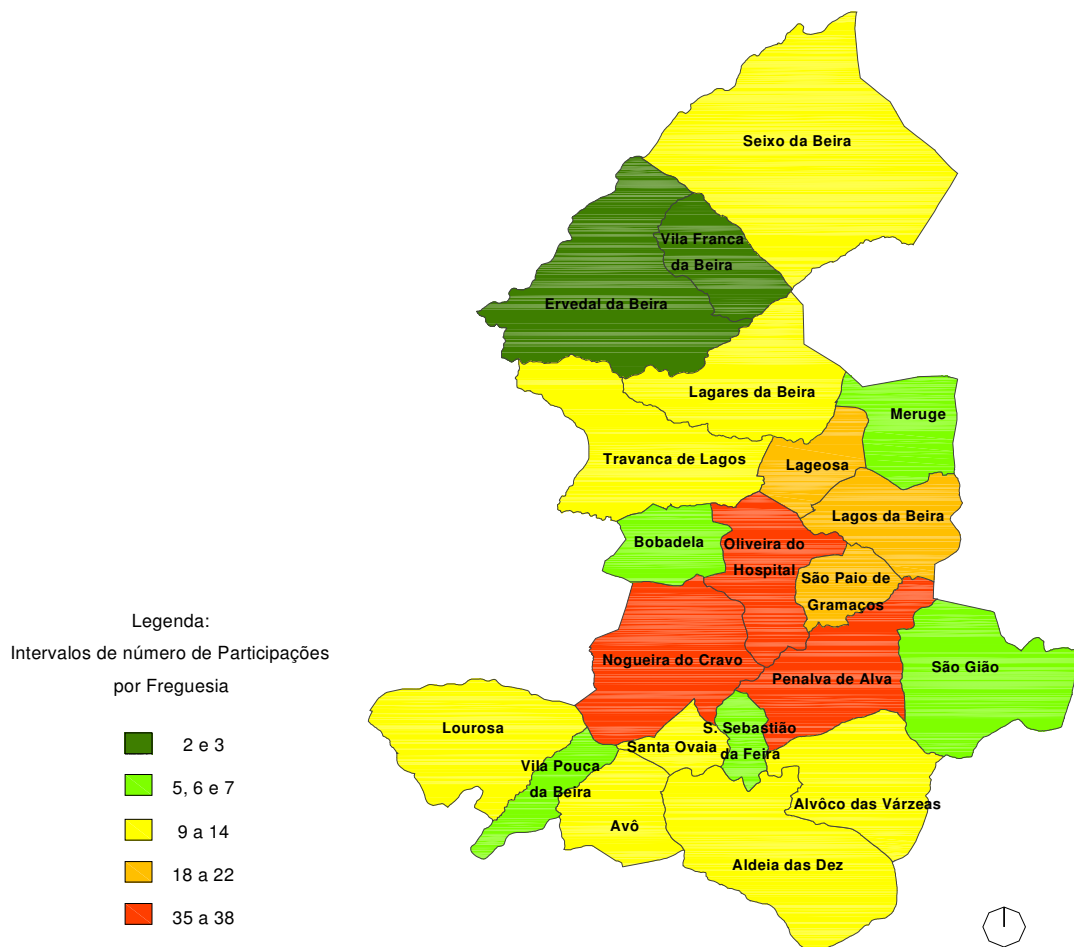 Seixo da Beira
Vila Franca
da Beira
Ervedal da Beira
Lagares da Beira
Meruge
Travanca de Lagos
Lageosa
Lagos da Beira
Bobadela
Oliveira do
Hospital
São Paio de
Gramaços
Nogueira do Cravo
Penalva de Alva
São Gião
Lourosa
S. Sebastião
da Feira
Santa Ovaia
Vila Pouca
da Beira
Alvôco das Várzeas
Avô
Aldeia das Dez
Legenda:
Intervalos de número de Participações
por Freguesia
2 e 3
5, 6 e 7
9 a 14
18 a 22
35 a 38